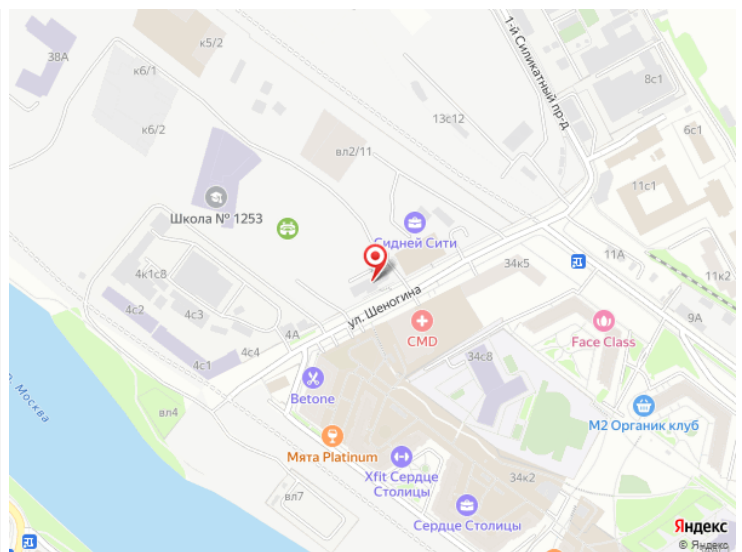 к5/2
38А
к6/1
1-й Силикатный пр-д
8с1
13с12
к6/2
6с1
вл2/11
11с1
Школа № 1253
Сидней Сити
11А
34к5
4к1с8
11к2
4с2
4с3
ул. Шеногина
9А
4А
CMD
Face Class
4с4
34с8
4с1
р. Москва
Betone
вл4
М2 Органик клуб
Мята Platinum
Xfit Сердце
Столицы
34к2
вл7
Сердце Столицы
Яндекс
© Яндекс